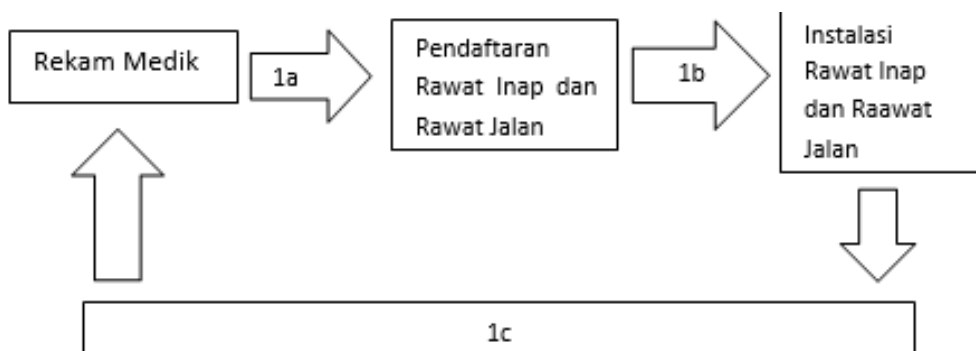 Rekam Medik
1a
Pendaftaran
Rawat Inap dan
Rawat Jalan
1b
Instalasi
Rawat Inap
dan Raawat
Jalan
1c